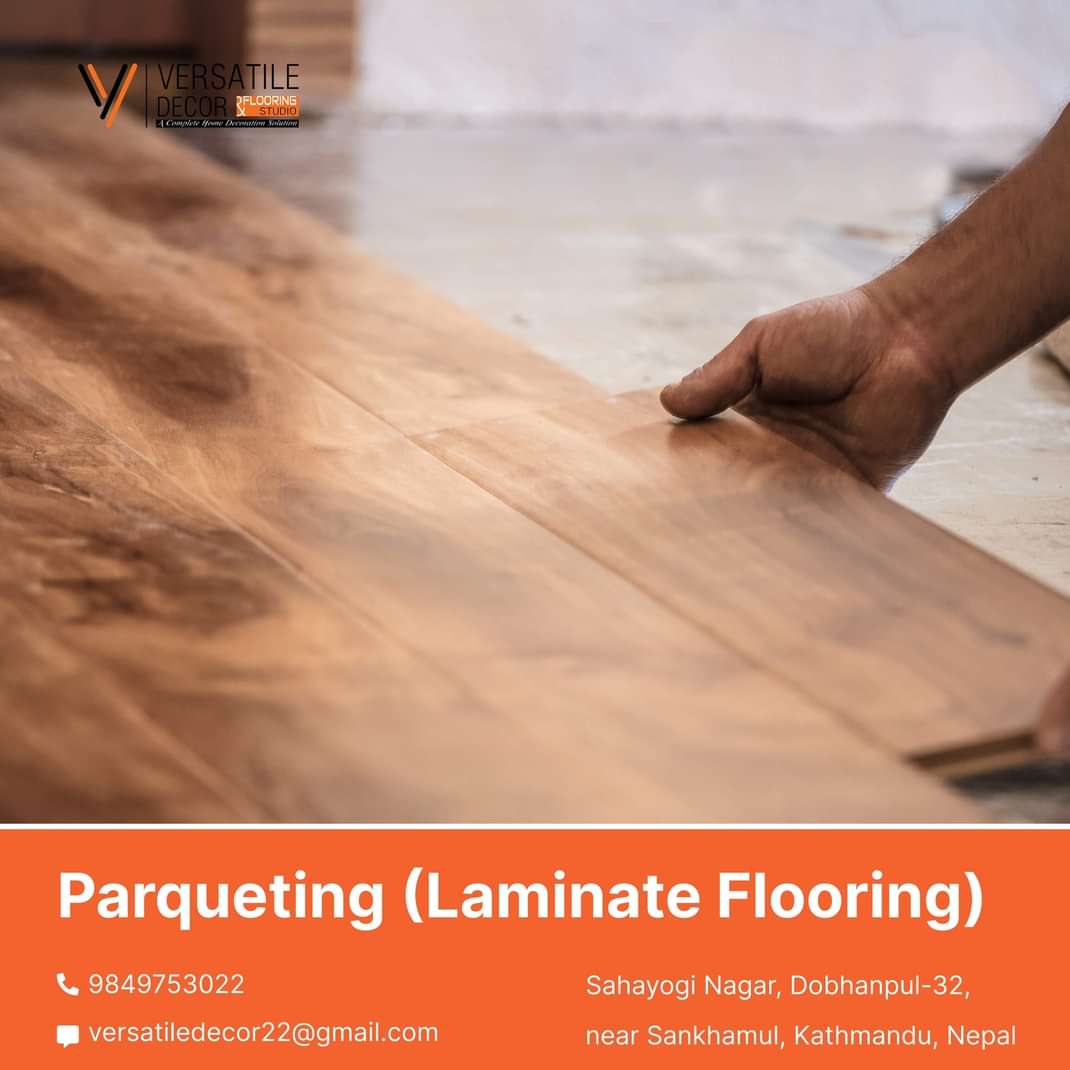 VERSATILE
DECOR & FLOORING STUDIO
A Complete Home Decoration Solution
Parqueting (Laminate Flooring)
9849753022
versatiledecor22@gmail.com
Sahayogi Nagar, Dobhanpul-32,
near Sankhamul, Kathmandu, Nepal